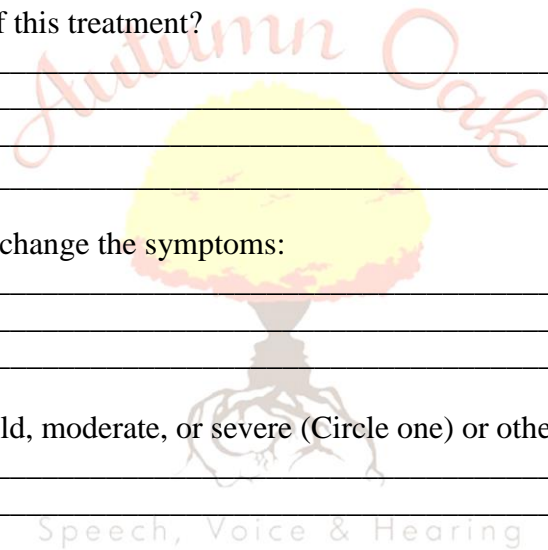 f this treatment?
Autumn Oak
change the symptoms:
ld, moderate, or severe (Circle one) or othe
Speech, Voice & Hearing